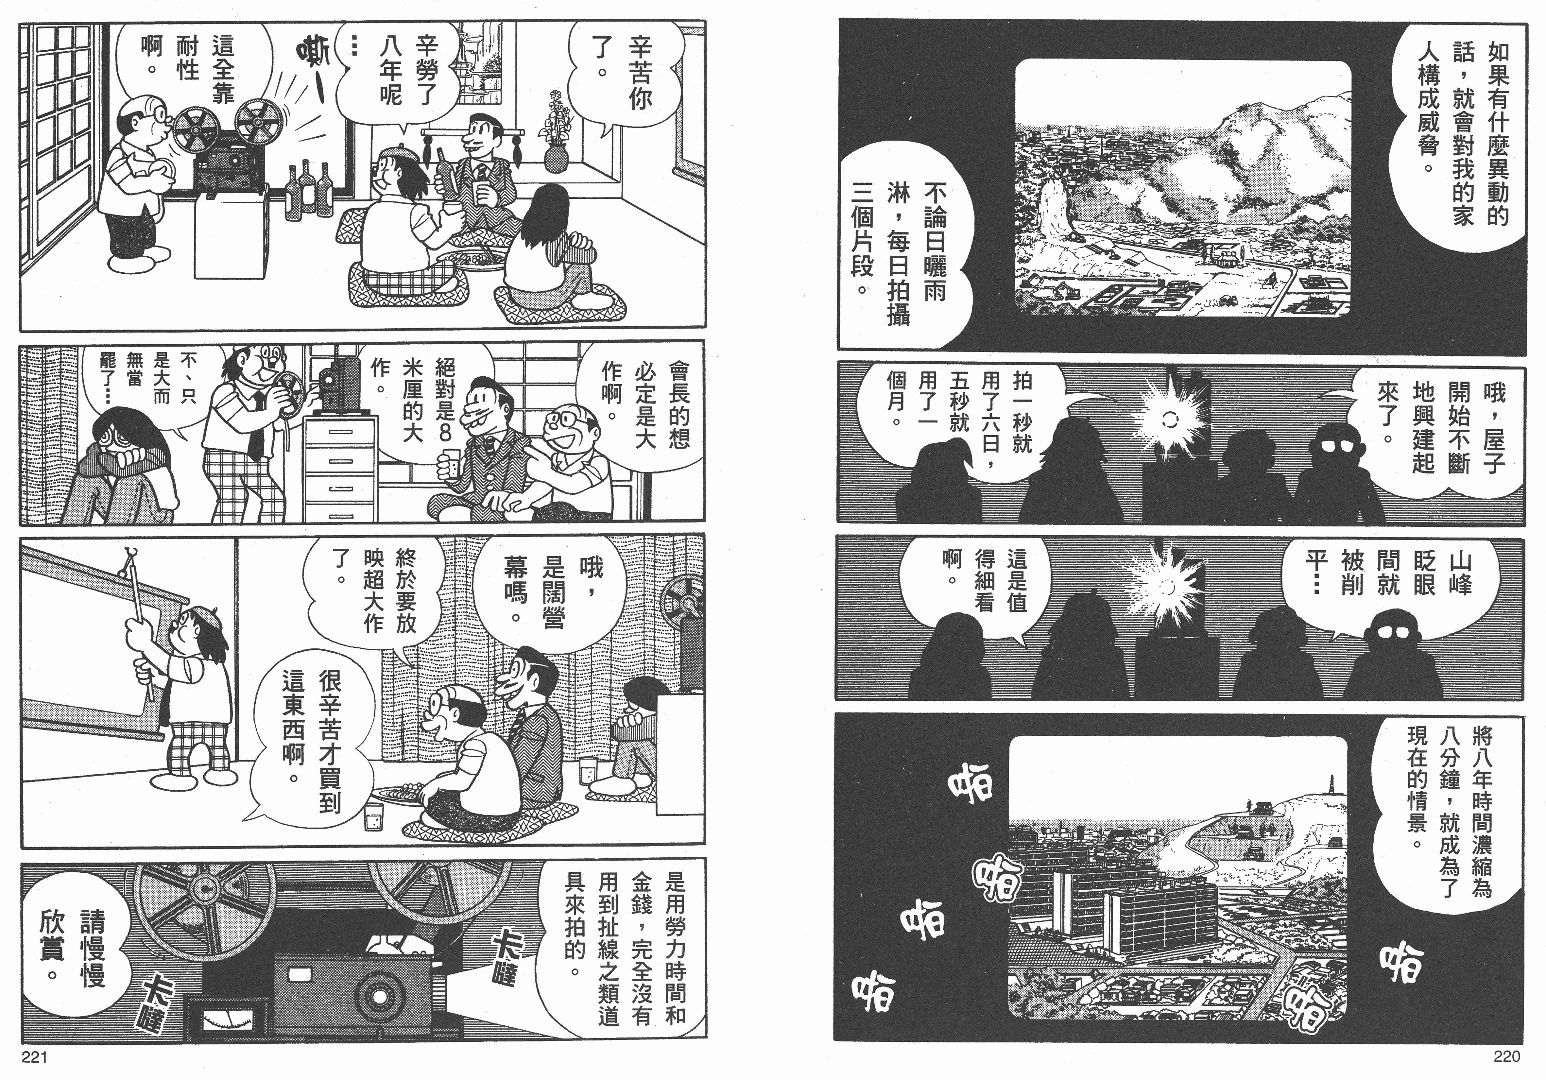 如果有什麼異動的
話，就會對我的家
人構成威脅。
不論日曬雨
淋，每日拍攝
三個片段。
哦，屋子
開始不斷
地興建起
來了。
拍一秒就
用了六日，
五秒就
用了一
個月。
山峰
眨眼
間就
被削
平…
這是值
得細看
啊。
將八年時間濃縮為
八分鐘，就成為了
現在的情景。
啪
啪
啪
啪
啪
啪
220
辛苦你
了。
辛勞了
八年呢
…
嘶—
這全靠
耐性
啊。
會長的想
必定是大
作啊。
絕對是8
米厘的大
作。
不、只
是大而
無當
罷了…
哦，
是闊營
幕嗎。
終於要放
映超大作
了。
很辛苦才買到
這東西啊。
是用勞力時間和
金錢，完全沒有
用到扯線之類道
具來拍的。
卡噠
卡噠
請慢慢
欣賞。
221